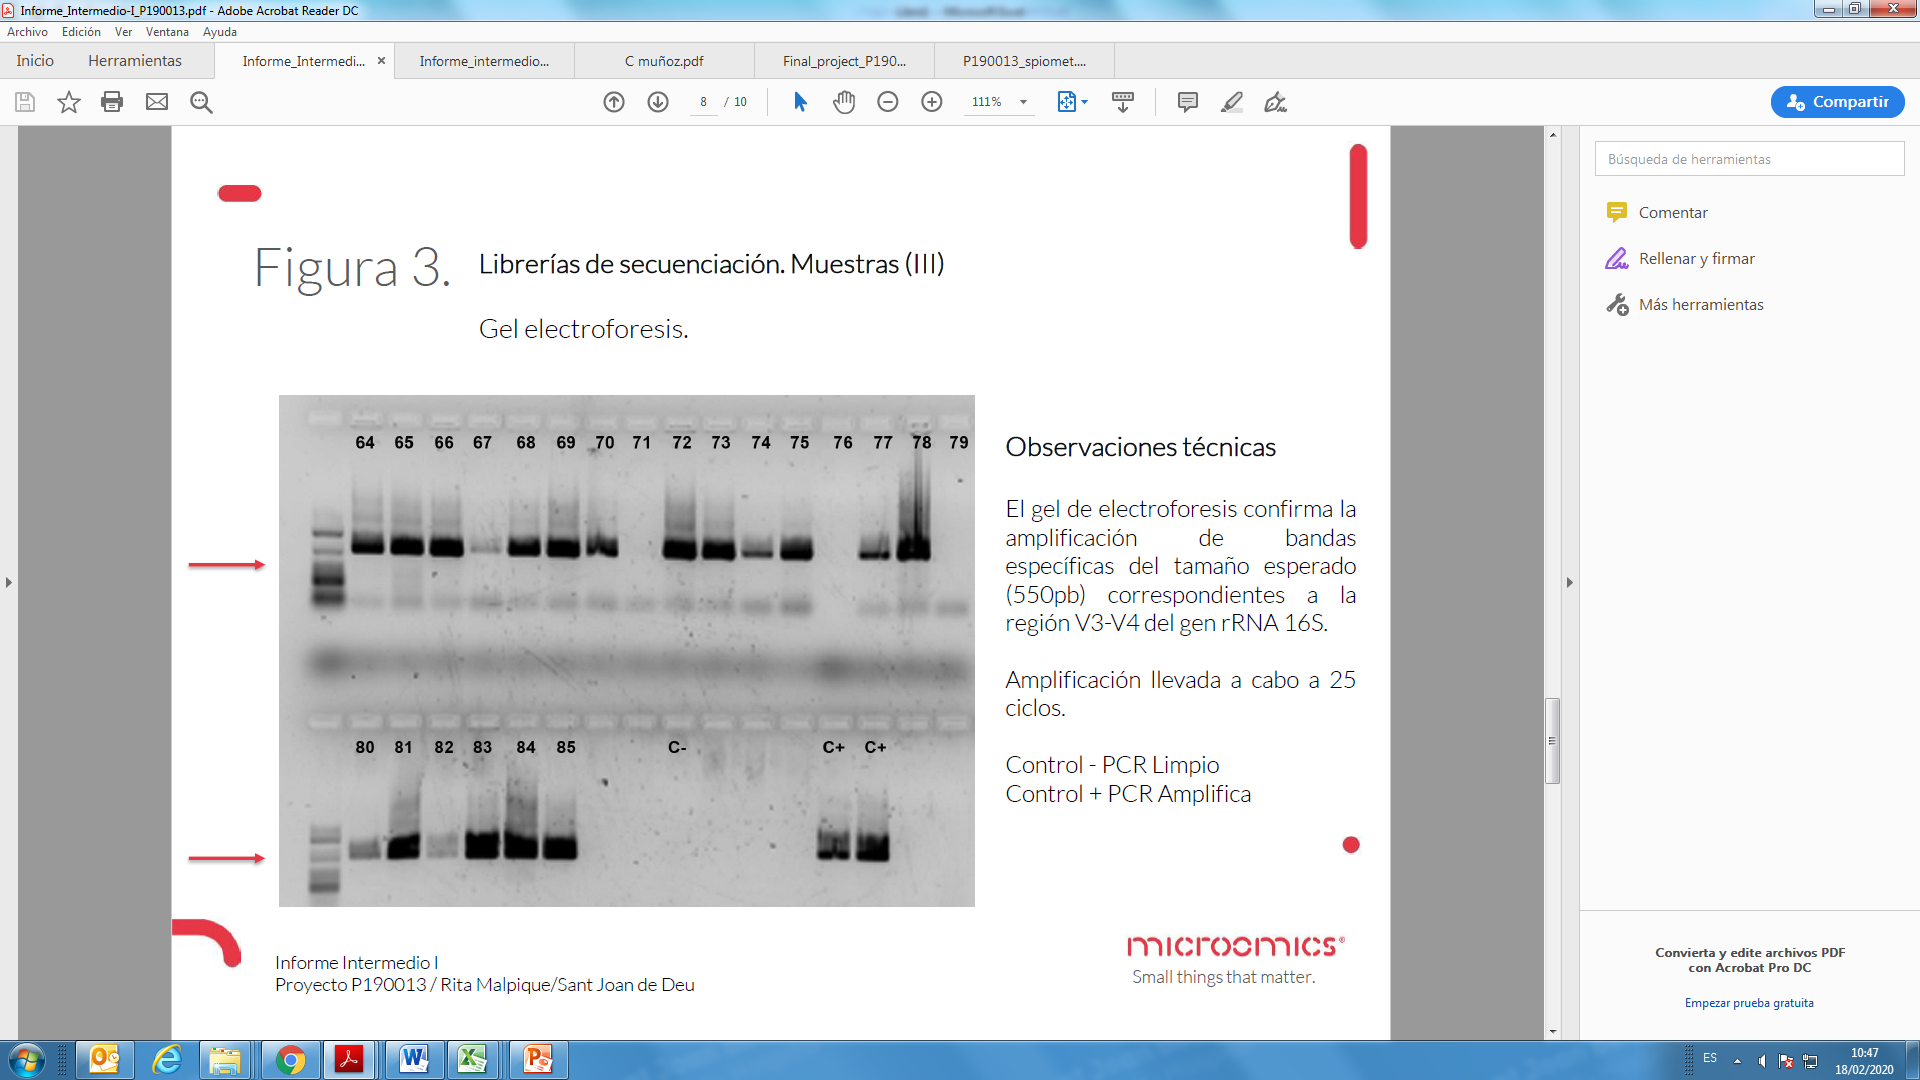 Informe_Intermedio-I_P190013.pdf - Adobe Acrobat Reader DC
Archivo Edición Ver Ventana Ayuda
Inicio Herramientas Informe_Intermedi... × Informe_intermedio... C muñoz.pdf Final_project_P190... P190013_spiomet....
8 / 10 111% Compartir
Búsqueda de herramientas
Comentar
Rellenar y firmar
Más herramientas
Figura 3. Librerías de secuenciación. Muestras (III)
Gel electroforesis.
64 65 66 67 68 69 70 71 72 73 74 75 76 77 78 79
80 81 82 83 84 85 C- C+ C+
Observaciones técnicas
El gel de electroforesis confirma la
amplificación de bandas
específicas del tamaño esperado
(550pb) correspondientes a la
región V3-V4 del gen rRNA 16S.
Amplificación llevada a cabo a 25
ciclos.
Control - PCR Limpio
Control + PCR Amplifica
Informe Intermedio I
Proyecto P190013 / Rita Malpique/Sant Joan de Deu
microomics®
Small things that matter.
Convierta y edite archivos PDF
con Acrobat Pro DC
Empezar prueba gratuita
ES
10:47
18/02/2020